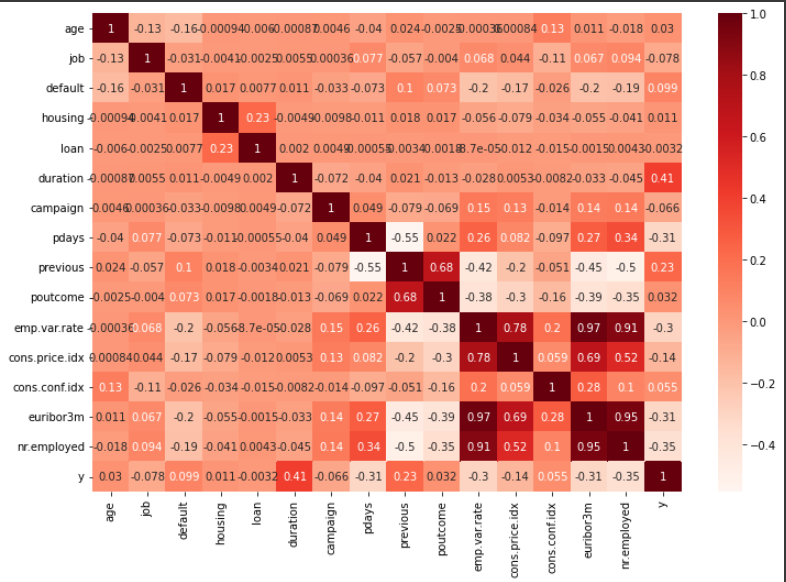 age 1 -0.13 -0.16 -0.00094 -0.006 -0.00087 0.0046 -0.04 0.024 -0.0025 -0.00036 0.00084 0.13 0.011 -0.018 0.03
job -0.13 1 -0.031 -0.0041 -0.0025 0.0055 0.00036 0.077 -0.057 -0.004 0.068 0.044 -0.11 0.067 0.094 -0.078
default -0.16 -0.031 1 0.017 0.0077 0.011 -0.033 -0.073 0.1 0.073 -0.2 -0.17 -0.026 -0.2 -0.19 0.099
housing -0.00094 -0.0041 0.017 1 0.23 -0.0049 -0.0098 -0.011 0.018 0.017 -0.056 -0.079 -0.034 -0.055 -0.041 0.011
loan -0.006 -0.0025 0.0077 0.23 1 0.002 0.0049 -0.00055 -0.0034 -0.0018 -8.7e-05 -0.012 -0.015 -0.0015 0.0043 -0.0032
duration -0.00087 0.0055 0.011 -0.0049 0.002 1 -0.072 -0.04 0.021 -0.013 -0.028 0.0053 -0.0082 -0.033 -0.045 0.41
campaign 0.0046 0.00036 -0.033 -0.0098 0.0049 -0.072 1 0.049 -0.079 -0.069 0.15 0.13 -0.014 0.14 0.14 -0.066
pdays -0.04 0.077 -0.073 -0.011 -0.00055 -0.04 0.049 1 -0.55 0.022 0.26 0.082 -0.097 0.27 0.34 -0.31
previous 0.024 -0.057 0.1 0.018 -0.0034 0.021 -0.079 -0.55 1 0.68 -0.42 -0.2 -0.051 -0.45 -0.5 0.23
poutcome -0.0025 -0.004 0.073 0.017 -0.0018 -0.013 -0.069 0.022 0.68 1 -0.38 -0.3 -0.16 -0.39 -0.35 0.032
emp.var.rate -0.00036 0.068 -0.2 -0.056 -8.7e-05 -0.028 0.15 0.26 -0.42 -0.38 1 0.78 0.2 0.97 0.91 -0.3
cons.price.idx 0.00084 0.044 -0.17 -0.079 -0.012 0.0053 0.13 0.082 -0.2 -0.3 0.78 1 0.059 0.69 0.52 -0.14
cons.conf.idx 0.13 -0.11 -0.026 -0.034 -0.015 -0.0082 -0.014 -0.097 -0.051 -0.16 0.2 0.059 1 0.28 0.1 0.055
euribor3m 0.011 0.067 -0.2 -0.055 -0.0015 -0.033 0.14 0.27 -0.45 -0.39 0.97 0.69 0.28 1 0.95 -0.31
nr.employed -0.018 0.094 -0.19 -0.041 0.0043 -0.045 0.14 0.34 -0.5 -0.35 0.91 0.52 0.1 0.95 1 -0.35
y 0.03 -0.078 0.099 0.011 -0.0032 0.41 -0.066 -0.31 0.23 0.032 -0.3 -0.14 0.055 -0.31 -0.35 1
age job default housing loan duration campaign pdays previous poutcome emp.var.rate cons.price.idx cons.conf.idx euribor3m nr.employed y
1.0
0.8
0.6
0.4
0.2
0.0
−0.2
−0.4